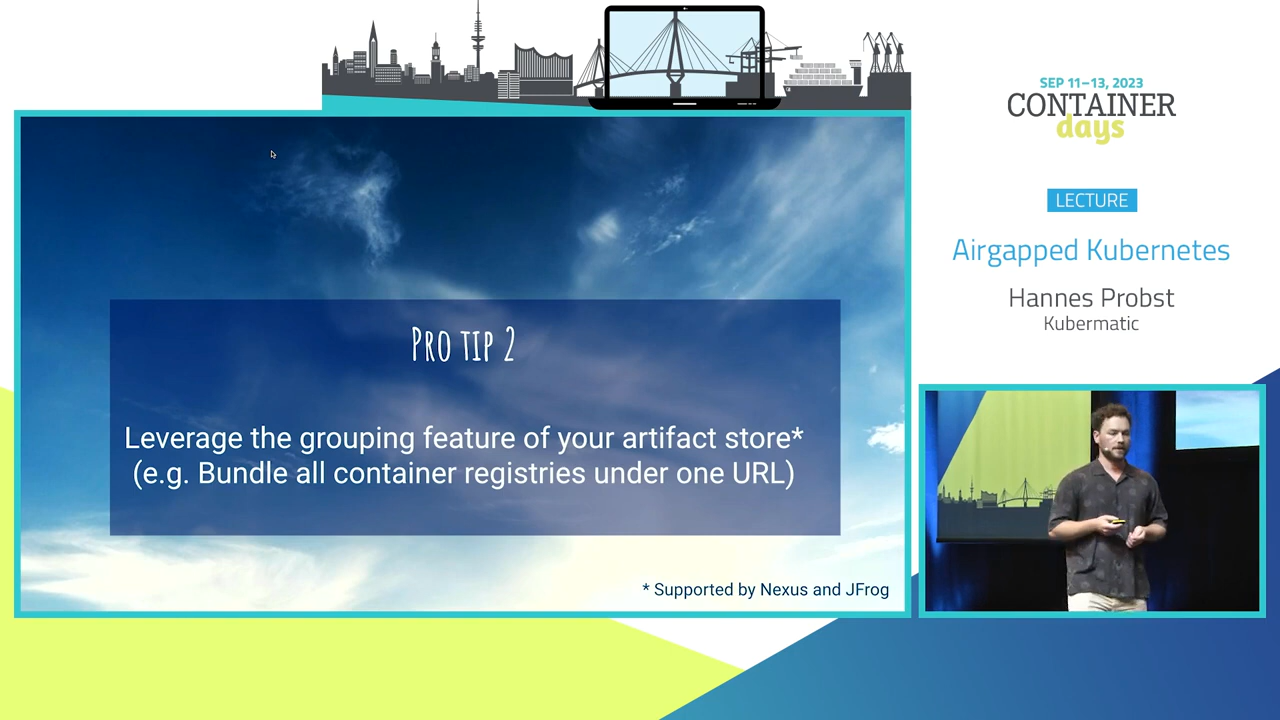 SEP 11–13, 2023
CONTAINER
days
LECTURE
Airgapped Kubernetes
Hannes Probst
Kubermatic
Pro tip 2
Leverage the grouping feature of your artifact store*
(e.g. Bundle all container registries under one URL)
* Supported by Nexus and JFrog